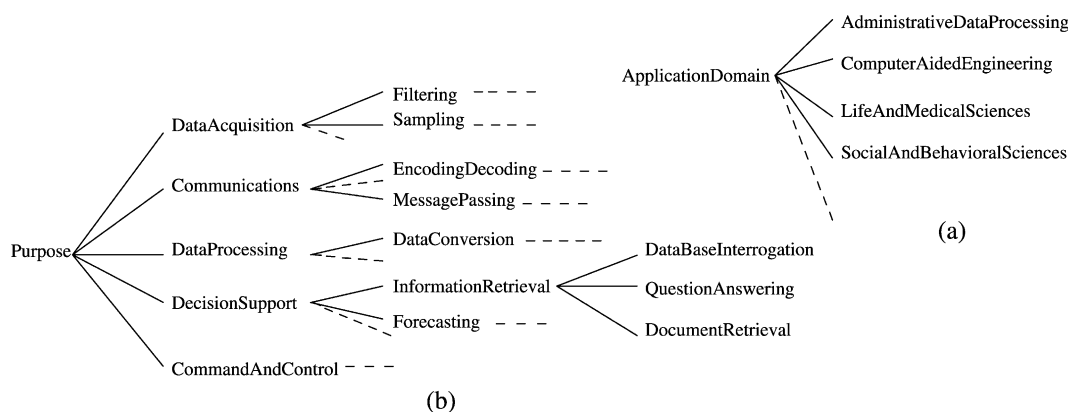 AdministrativeDataProcessing
ApplicationDomain
ComputerAidedEngineering
LifeAndMedicalSciences
SocialAndBehavioralSciences
(a)
Purpose
DataAcquisition
Filtering
Sampling
Communications
EncodingDecoding
MessagePassing
DataProcessing
DataConversion
DecisionSupport
InformationRetrieval
DataBaseInterrogation
QuestionAnswering
DocumentRetrieval
Forecasting
CommandAndControl
(b)